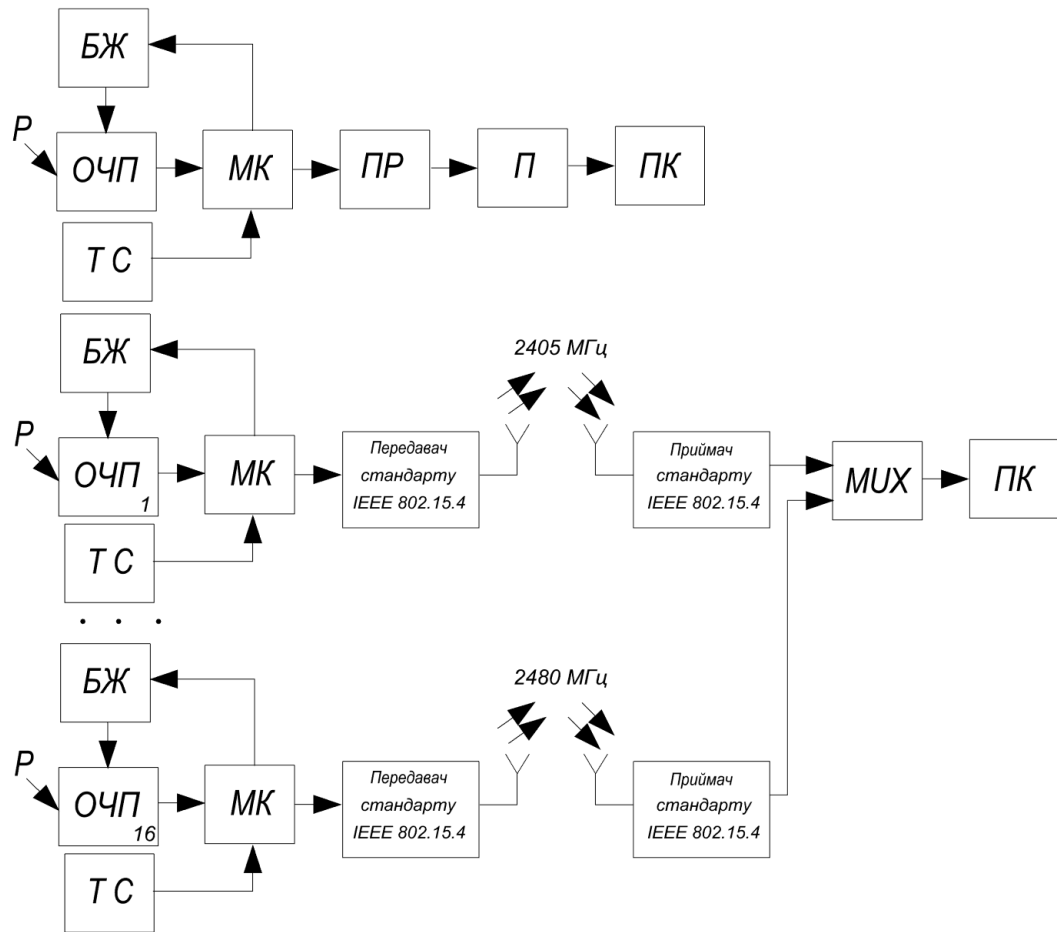 БЖ
Р
ОЧП
МК
ПР
П
ПК
Т С
БЖ
2405 МГц
Р
ОЧП
1
МК
Передавач
стандарту
IEEE 802.15.4
Приймач
стандарту
IEEE 802.15.4
MUX
ПК
Т С
. . .
БЖ
2480 МГц
Р
ОЧП
16
МК
Передавач
стандарту
IEEE 802.15.4
Приймач
стандарту
IEEE 802.15.4
Т С